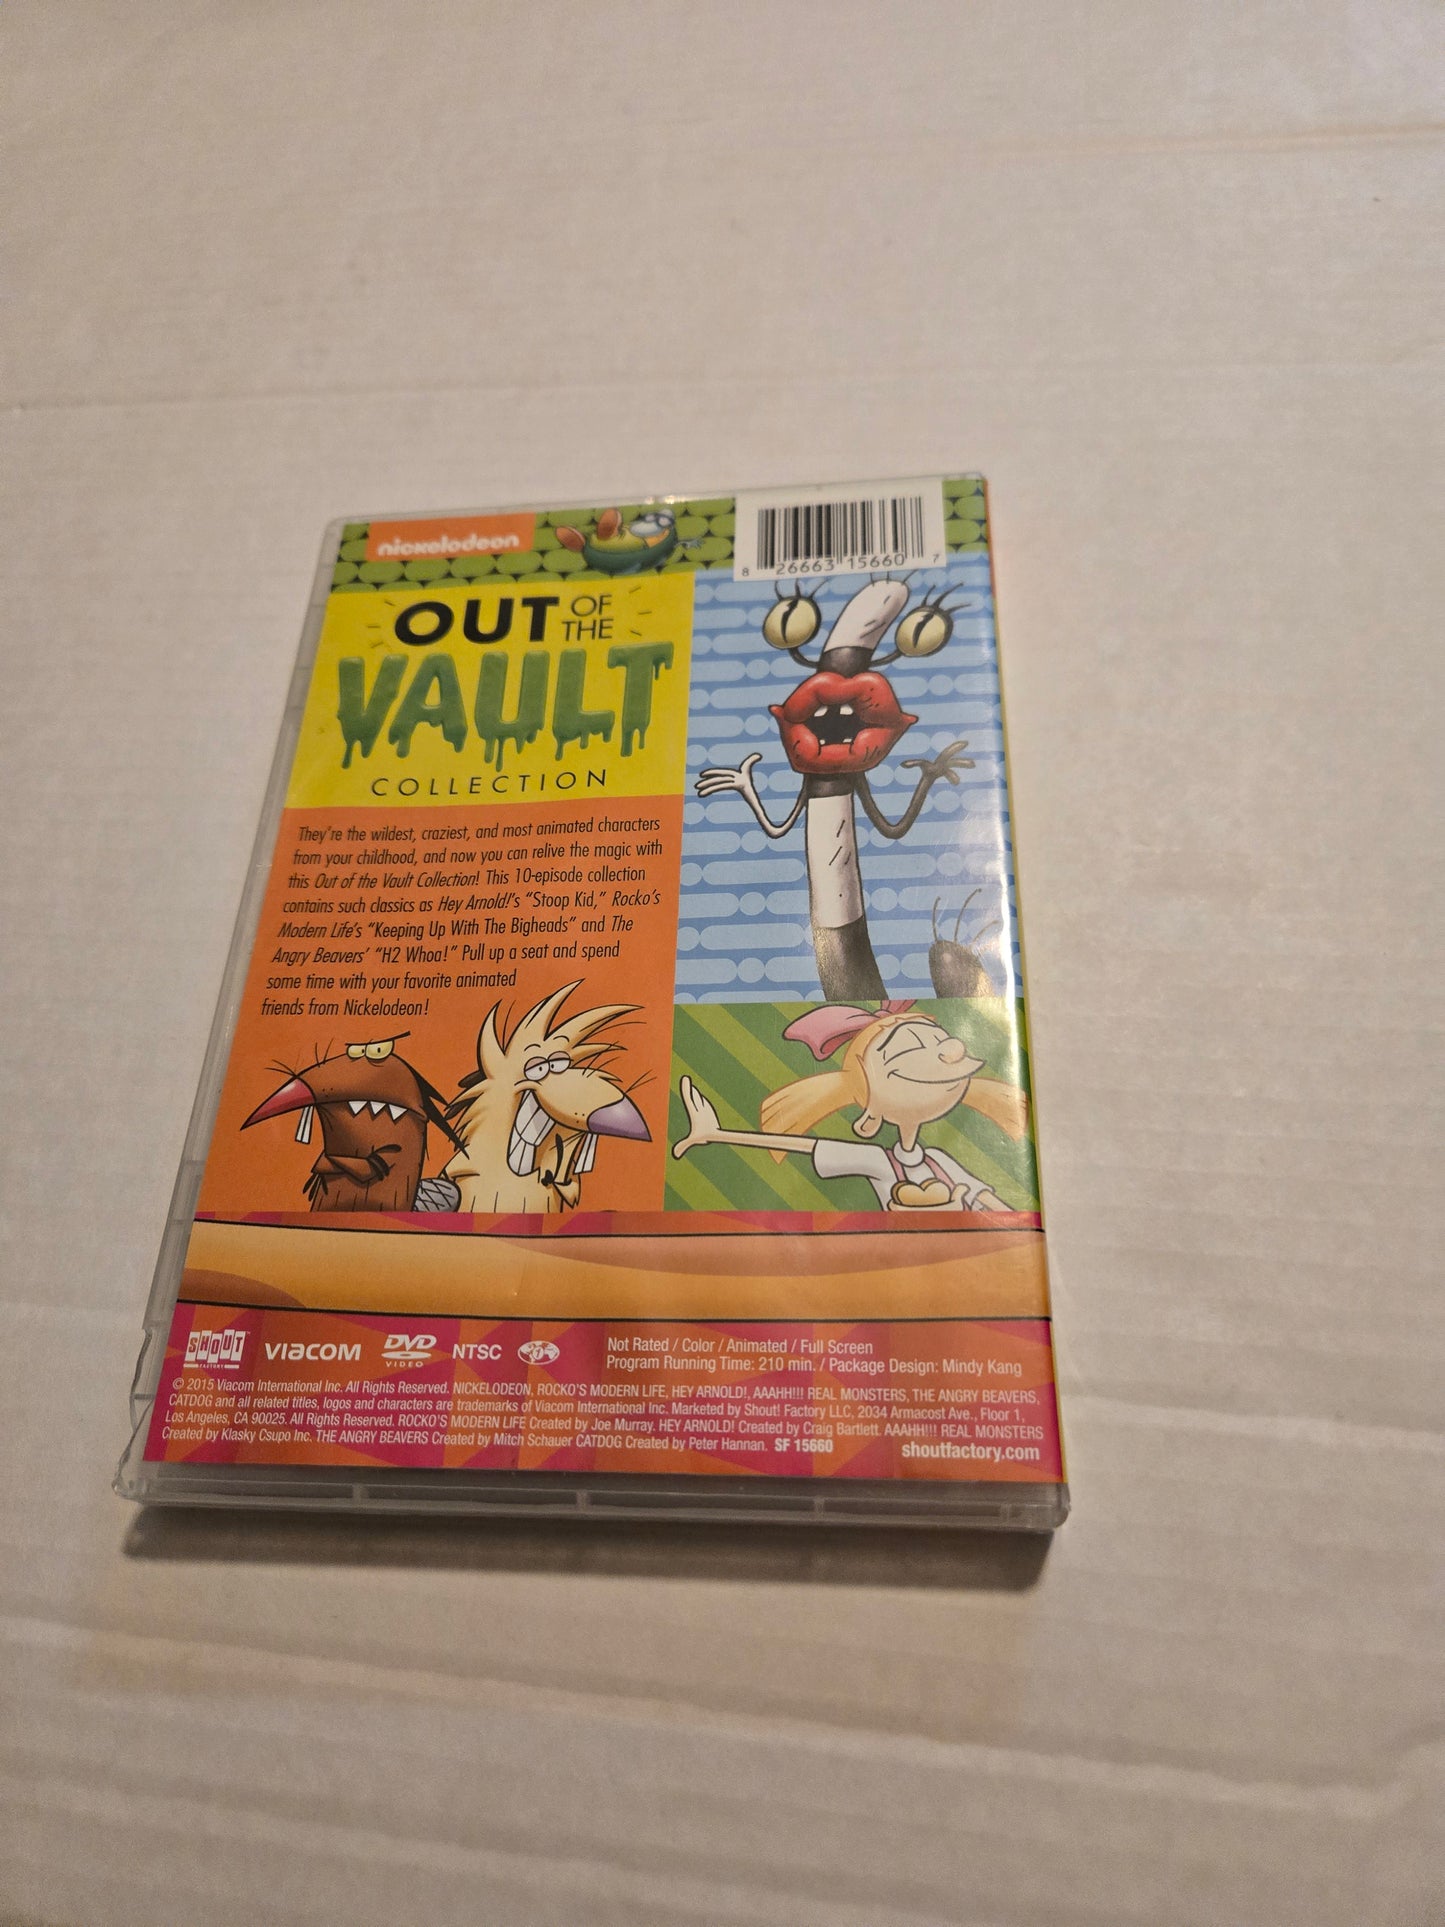 nickelodeon
8 26663 15660 7
OUT OF
THE
VAULT
COLLECTION
They're the wildest, craziest, and most animated characters
from your childhood, and now you can relive the magic with
this Out of the Vault Collection! This 10-episode collection
contains such classics as Hey Arnold!'s "Stoop Kid," Rocko's
Modern Life's "Keeping Up With The Bigheads" and The
Angry Beavers' "H2 Whoa!" Pull up a seat and spend
some time with your favorite animated
friends from Nickelodeon!
SHOUT
FACTORY
VIACOM
DVD
VIDEO
NTSC
1
Not Rated / Color / Animated / Full Screen
Program Running Time: 210 min. / Package Design: Mindy Kang
© 2015 Viacom International Inc. All Rights Reserved. NICKELODEON, ROCKO'S MODERN LIFE, HEY ARNOLD!, AAAHH!!! REAL MONSTERS, THE ANGRY BEAVERS,
CATDOG and all related titles, logos and characters are trademarks of Viacom International Inc. Marketed by Shout! Factory LLC, 2034 Armacost Ave., Floor 1,
Los Angeles, CA 90025. All Rights Reserved. ROCKO'S MODERN LIFE Created by Joe Murray. HEY ARNOLD! Created by Craig Bartlett. AAAHH!!! REAL MONSTERS
Created by Klasky Csupo Inc. THE ANGRY BEAVERS Created by Mitch Schauer CATDOG Created by Peter Hannan. SF 15660
shoutfactory.com